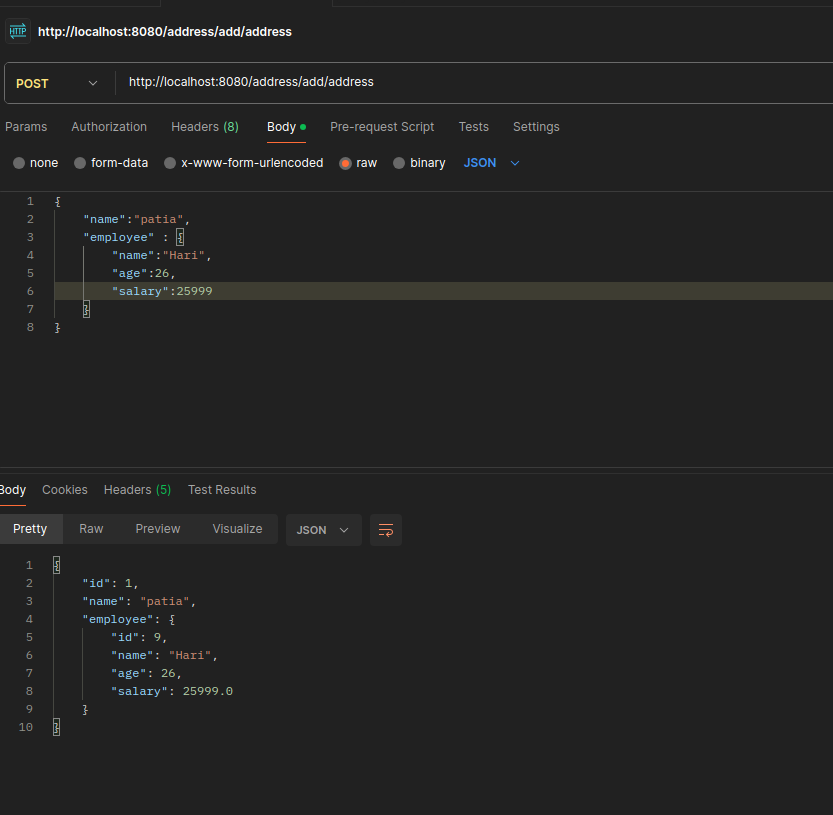 HTTP http://localhost:8080/address/add/address
POST http://localhost:8080/address/add/address
Params Authorization Headers (8) Body Pre-request Script Tests Settings
none form-data x-www-form-urlencoded raw binary JSON
1 {
2 "name":"patia",
3 "employee" : {
4 "name":"Hari",
5 "age":26,
6 "salary":25999
7 }
8 }
Body Cookies Headers (5) Test Results
Pretty Raw Preview Visualize JSON
1 {
2 "id": 1,
3 "name": "patia",
4 "employee": {
5 "id": 9,
6 "name": "Hari",
7 "age": 26,
8 "salary": 25999.0
9 }
10 }